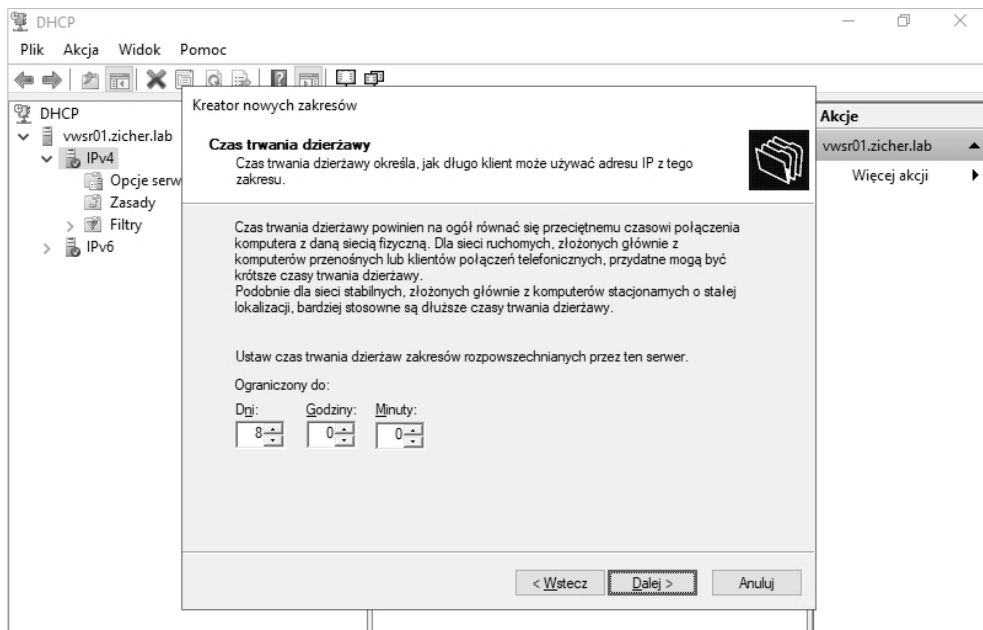 DHCP
Plik Akcja Widok Pomoc
DHCP
vwsr01.zicher.lab
IPv4
Opcje serw
Zasady
Filtry
IPv6
Kreator nowych zakresów
Czas trwania dzierżawy
Czas trwania dzierżawy określa, jak długo klient może używać adresu IP z tego
zakresu.
Czas trwania dzierżawy powinien na ogół równać się przeciętnemu czasowi połączenia
komputera z daną siecią fizyczną. Dla sieci ruchomych, złożonych głównie z
komputerów przenośnych lub klientów połączeń telefonicznych, przydatne mogą być
krótsze czasy trwania dzierżawy.
Podobnie dla sieci stabilnych, złożonych głównie z komputerów stacjonarnych o stałej
lokalizacji, bardziej stosowne są dłuższe czasy trwania dzierżawy.
Ustaw czas trwania dzierżaw zakresów rozpowszechnianych przez ten serwer.
Ograniczony do:
Dni: Godziny: Minuty:
8 0 0
< Wstecz Dalej > Anuluj
Akcje
vwsr01.zicher.lab
Więcej akcji